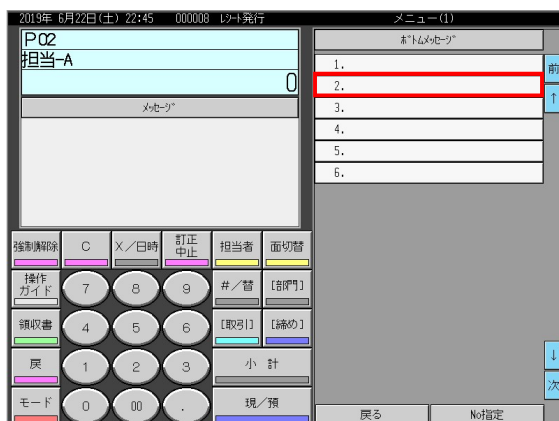 2019年 6月22日(土) 22:45 000008 ﾚｼｰﾄ発行 メニュー(1)
P02
担当-A
0
ﾒｯｾｰｼﾞ
ﾎﾞﾄﾑﾒｯｾｰｼﾞ
1.
2.
3.
4.
5.
6.
前
↑
↓
次
強制解除 C X/日時 訂正中止 担当者 面切替
操作ガイド 7 8 9 #/替 [部門]
領収書 4 5 6 [取引] [締め]
戻 1 2 3 小 計
モード 0 00 . 現/預
戻る No指定